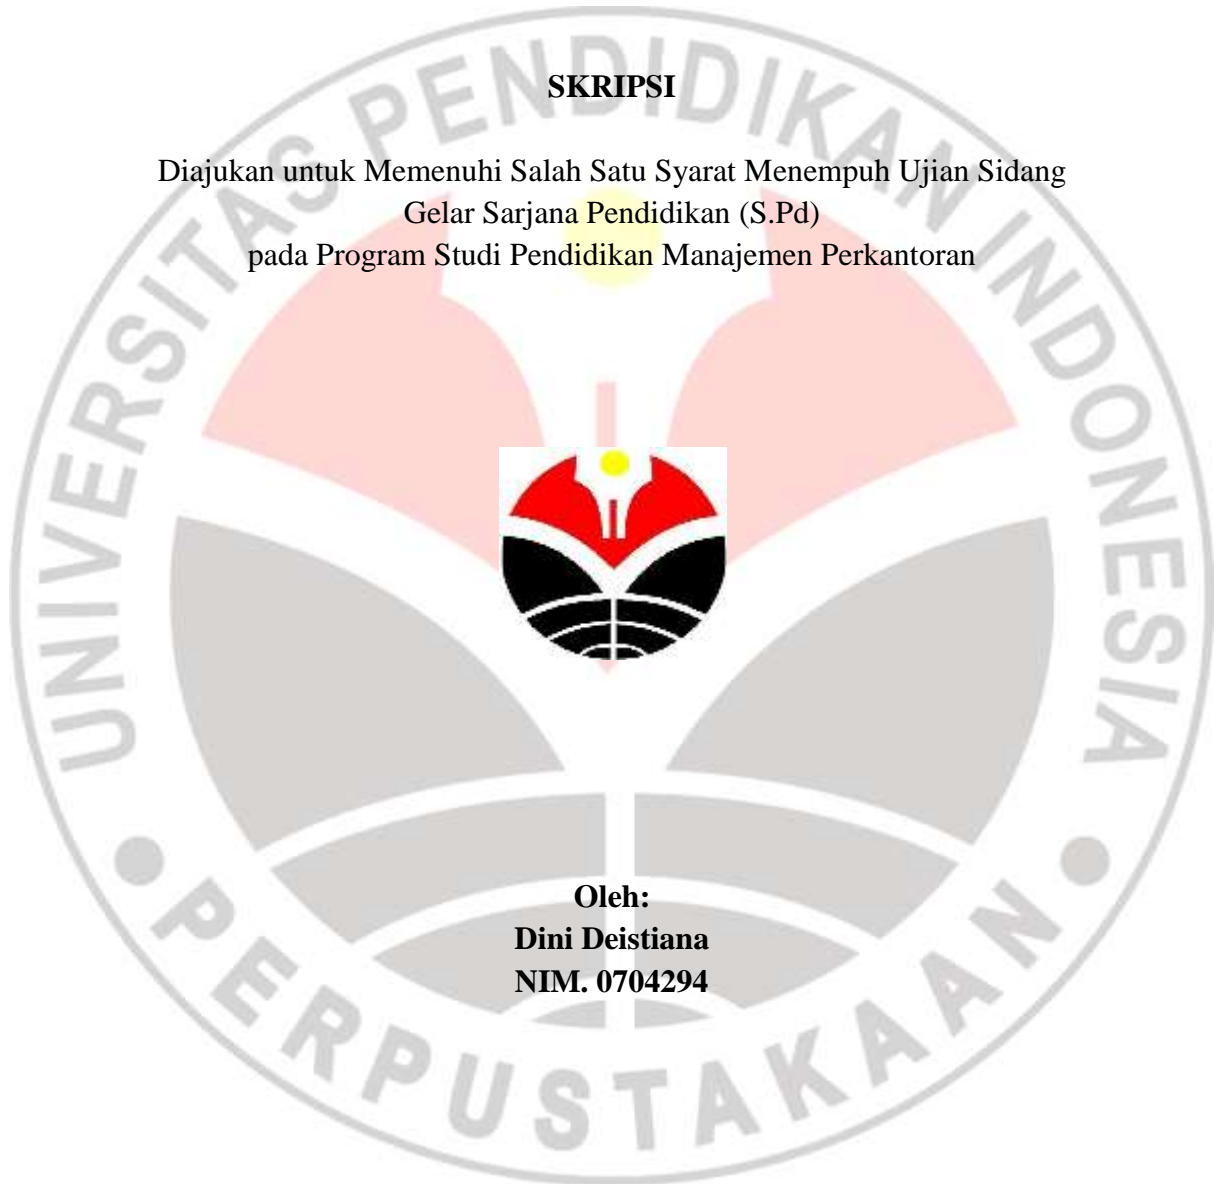 SKRIPSI
Diajukan untuk Memenuhi Salah Satu Syarat Menempuh Ujian Sidang
Gelar Sarjana Pendidikan (S.Pd)
pada Program Studi Pendidikan Manajemen Perkantoran
Oleh:
Dini Deistiana
NIM. 0704294
UNIVERSITAS PENDIDIKAN INDONESIA
PERPUSTAKAAN